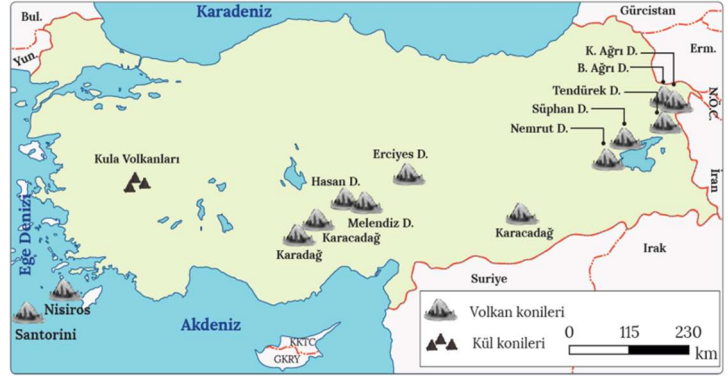 Karadeniz
Gürcistan
Bul.
Yun.
Erm.
K. Ağrı D.
B. Ağrı D.
Tendürek D.
N.Ö.C.
Süphan D.
Nemrut D.
Kula Volkanları
Erciyes D.
Hasan D.
Melendiz D.
Karacadağ
Karadağ
Karacadağ
İran
Irak
Suriye
Ege Denizi
Nisiros
Santorini
Akdeniz
KKTC
GKRY
Volkan konileri
Kül konileri
0 115 230
km